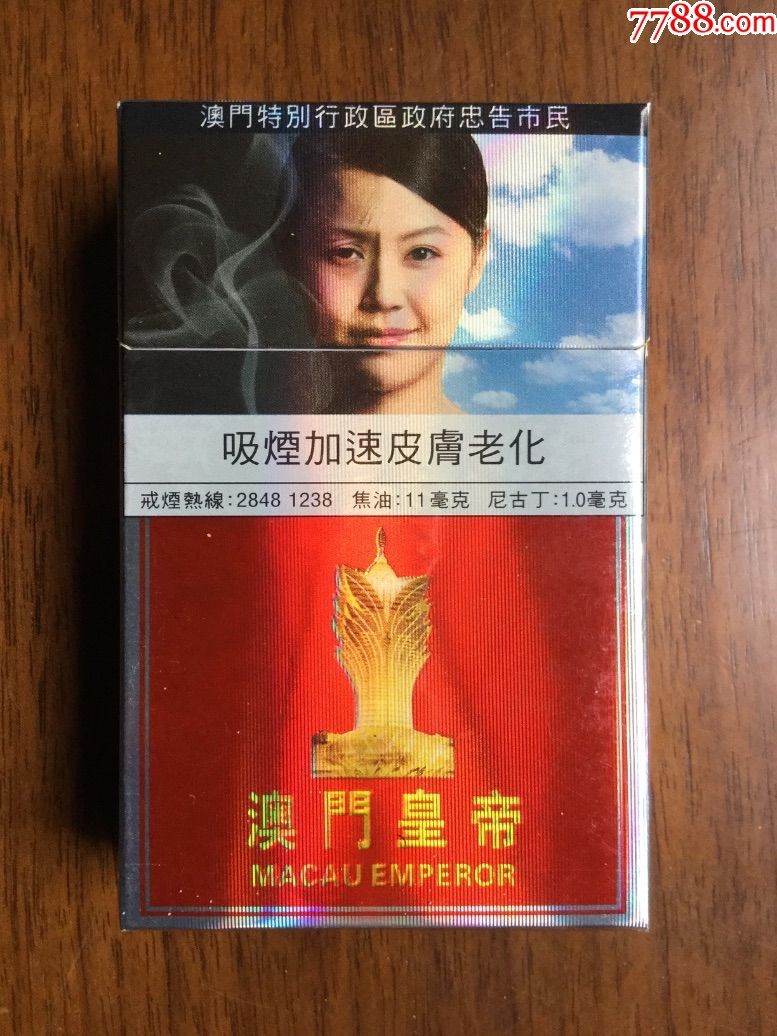 7788.com
澳門特別行政區政府忠告市民
吸煙加速皮膚老化
戒煙熱線:2848 1238 焦油:11毫克 尼古丁:1.0毫克
澳門皇帝
MACAU EMPEROR